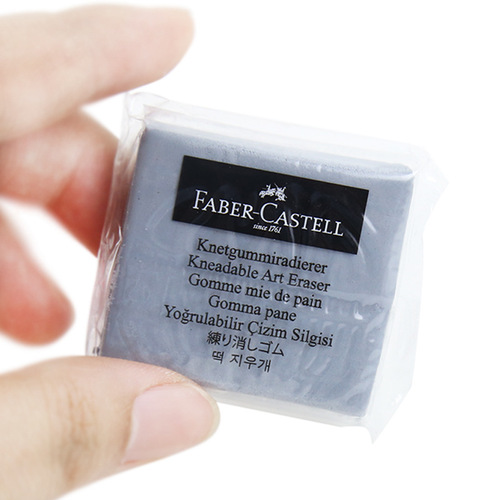 FABER-CASTELL
since 1761
Knetgummiradierer
Kneadable Art Eraser
Gomme mie de pain
Gomma pane
Yoğrulabilir Çizim Silgisi
練り消しゴム
떡 지우개